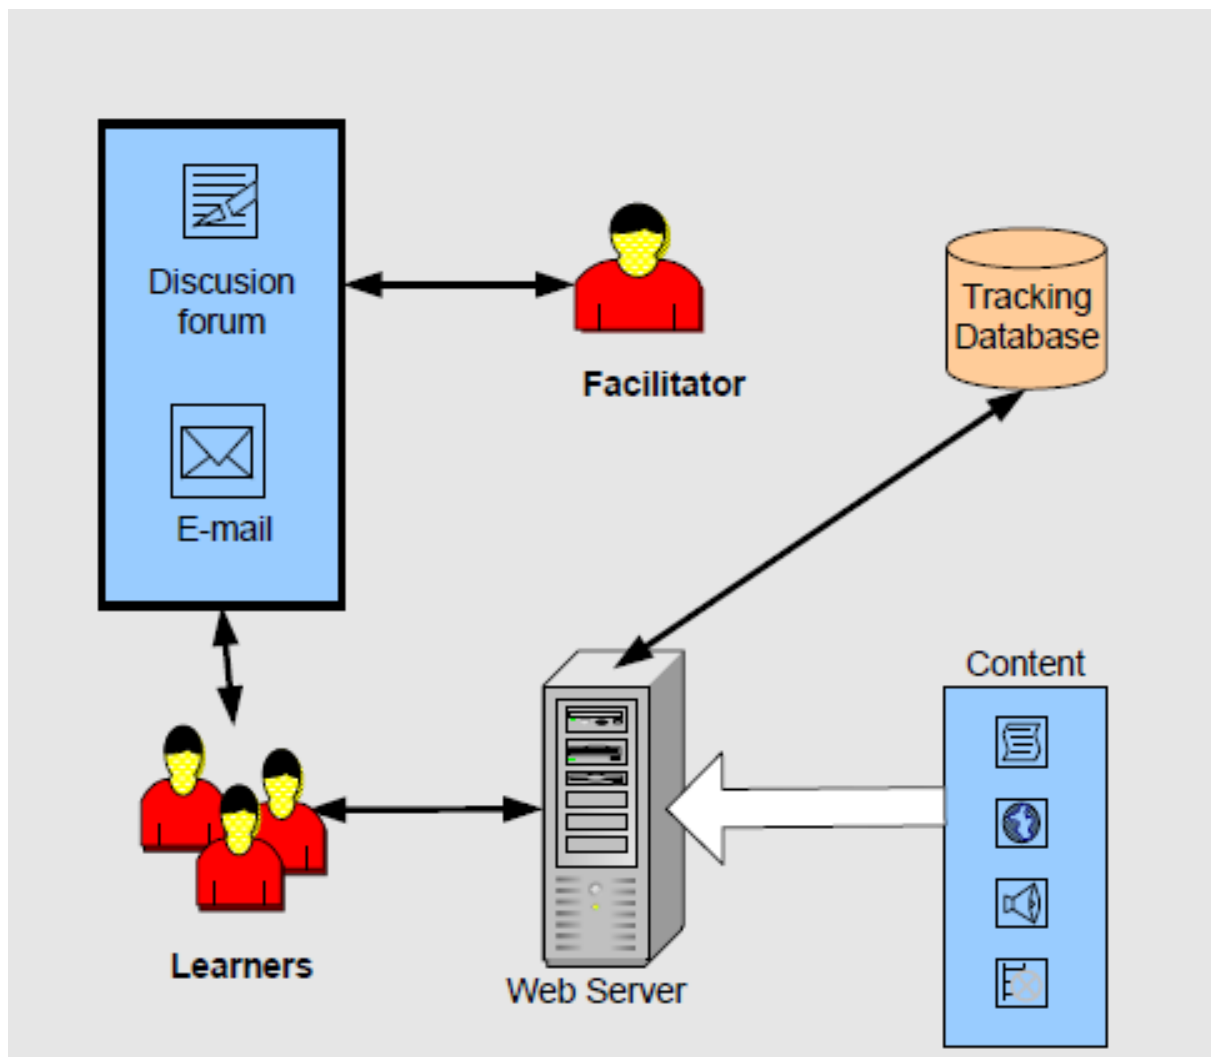 Discusion
forum
E-mail
Facilitator
Tracking
Database
Learners
Web Server
Content